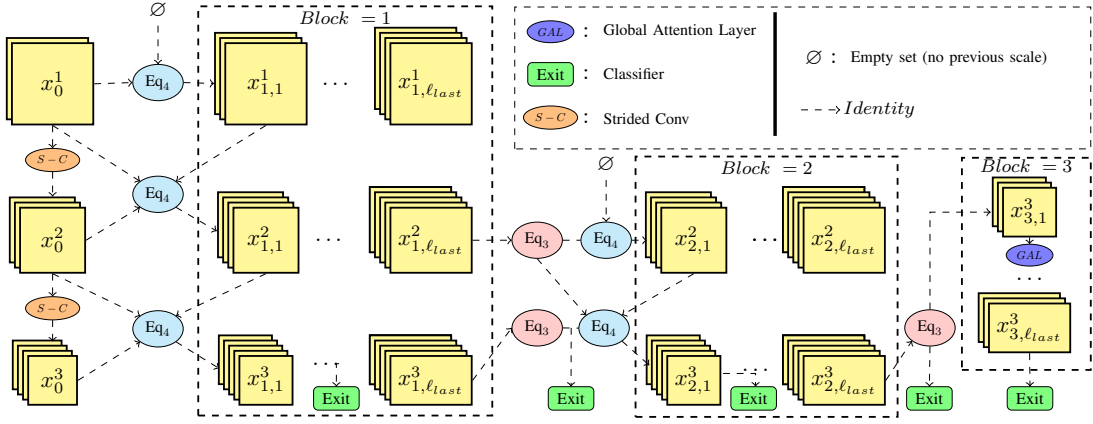 ∅
Block = 1
x_0^1
Eq_4
x_{1,1}^1
...
x_{1,ℓ_{last}}^1
GAL : Global Attention Layer
Exit : Classifier
S – C : Strided Conv
∅ : Empty set (no previous scale)
Identity
S – C
Eq_4
x_0^2
x_{1,1}^2
...
x_{1,ℓ_{last}}^2
Eq_3
∅
Eq_4
Block = 2
x_{2,1}^2
...
x_{2,ℓ_{last}}^2
Block = 3
x_{3,1}^3
GAL
...
x_{3,ℓ_{last}}^3
Exit
S – C
Eq_4
x_0^3
x_{1,1}^3
...
Exit
x_{1,ℓ_{last}}^3
Eq_3
Exit
Eq_4
x_{2,1}^3
...
Exit
x_{2,ℓ_{last}}^3
Eq_3
Exit